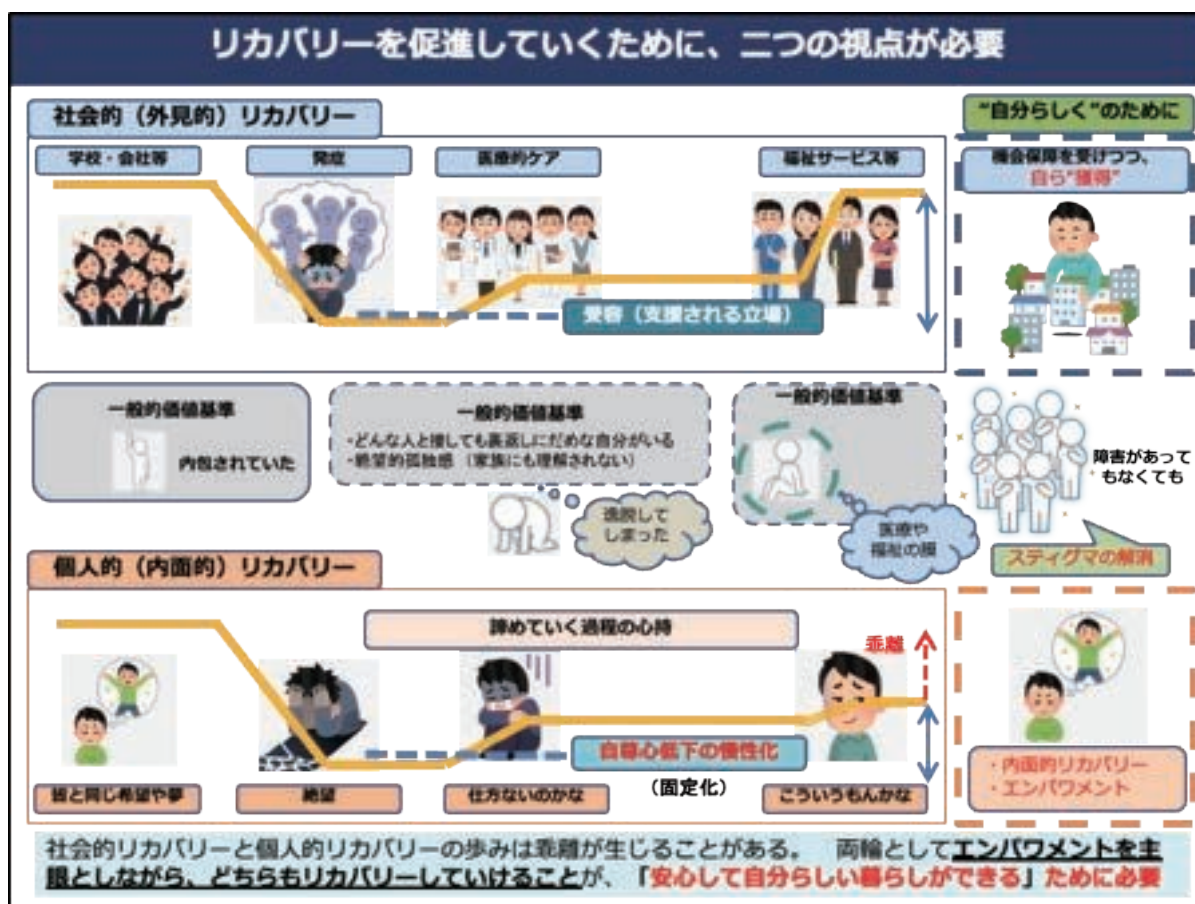 リカバリーを促進していくために、二つの視点が必要
社会的（外見的）リカバリー
学校・会社等
発症
医療的ケア
福祉サービス等
受容（支援される立場）
“自分らしく”のために
機会保障を受けつつ、
自ら“獲得”
一般的価値基準
内包されていた
一般的価値基準
・どんな人と接しても裏返しにだめな自分がいる
・絶望的孤独感（家族にも理解されない）
逸脱して
しまった
一般的価値基準
医療や
福祉の膜
障害があって
もなくても
スティグマの解消
個人的（内面的）リカバリー
諦めていく過程の心持
乖離
自尊心低下の慢性化
（固定化）
皆と同じ希望や夢
絶望
仕方ないのかな
こういうもんかな
・内面的リカバリー
・エンパワメント
社会的リカバリーと個人的リカバリーの歩みは乖離が生じることがある。 両輪としてエンパワメントを主
眼としながら、どちらもリカバリーしていけることが、「安心して自分らしい暮らしができる」ために必要